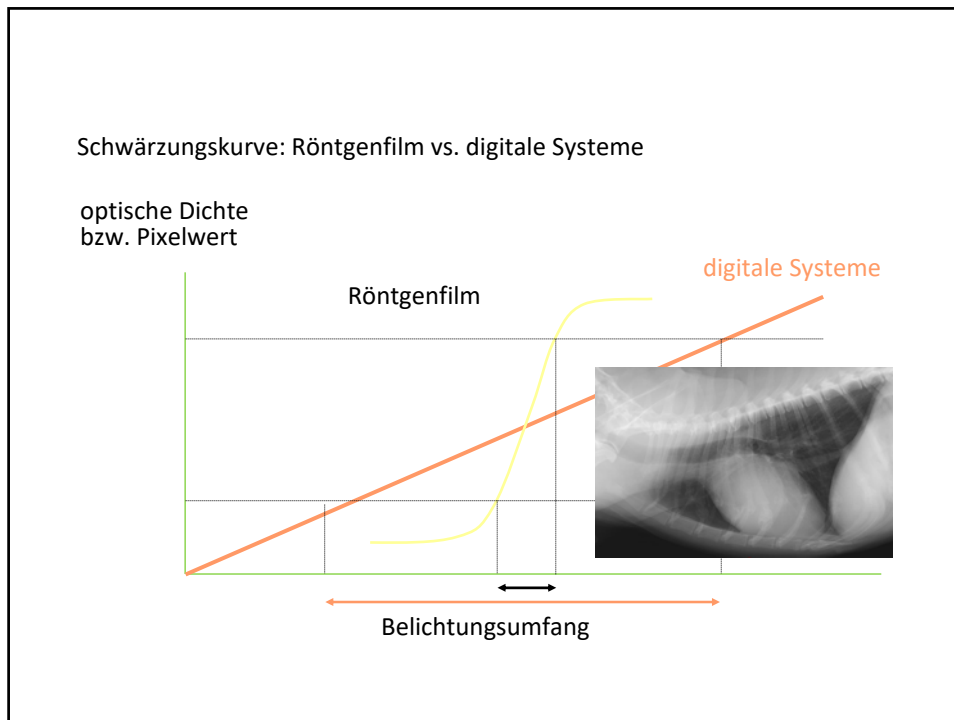 Schwärzungskurve: Röntgenfilm vs. digitale Systeme
optische Dichte
bzw. Pixelwert
digitale Systeme
Röntgenfilm
Belichtungsumfang